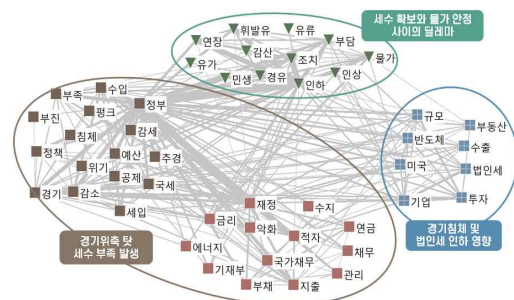 세수 확보와 물가 안정
사이의 딜레마
휘발유
유류
연장
부담
감산
조치
물가
유가
민생
경유
인하
인상
부족
수입
정부
규모
부진
펑크
부동산
침체
감세
반도체
수출
정책
예산
추경
미국
법인세
위기
공제
국세
경기
감소
기업
투자
세입
재정
수지
금리
악화
적자
연금
경기침체 및
법인세 인하 영향
경기위축 탓
세수 부족 발생
에너지
채무
국가채무
기재부
관리
부채
지출